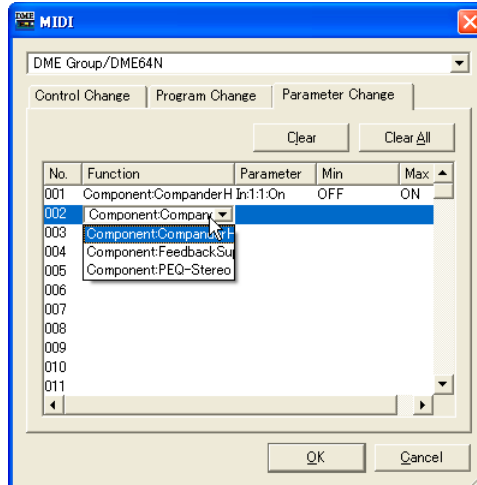 MIDI
DME Group/DME64N
Control Change Program Change Parameter Change
Clear Clear All
No. Function Parameter Min Max
001 Component:CompanderH In:1:1:On OFF ON
002 Component:Compan
003 Component:CompanderH
004 Component:FeedbackSu
005 Component:PEQ-Stereo
006
007
008
009
010
011
OK Cancel